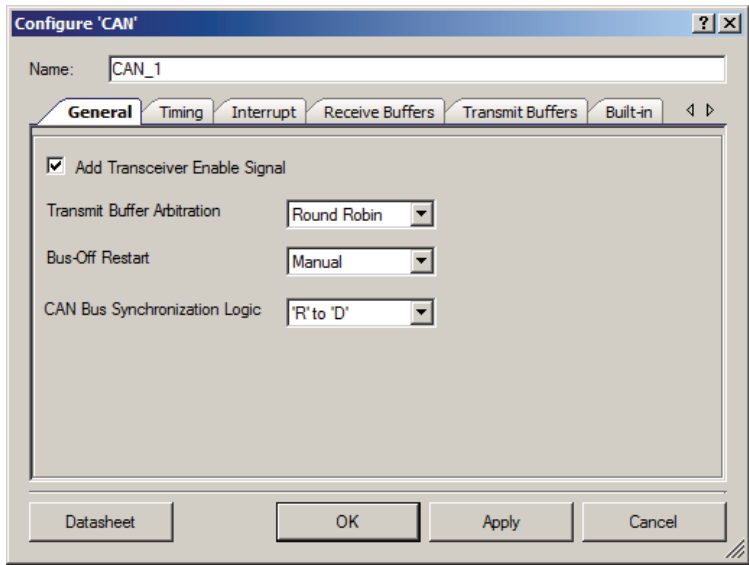 Configure 'CAN'
Name: CAN_1
General Timing Interrupt Receive Buffers Transmit Buffers Built-in
Add Transceiver Enable Signal
Transmit Buffer Arbitration Round Robin
Bus-Off Restart Manual
CAN Bus Synchronization Logic 'R' to 'D'
Datasheet OK Apply Cancel